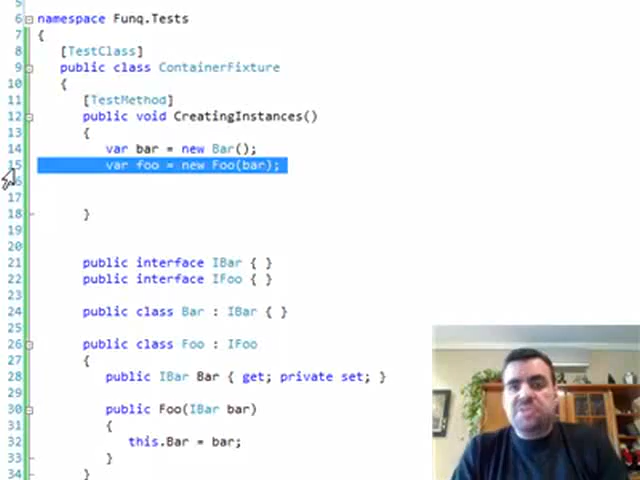 5
6 namespace Funq.Tests
7 {
8 [TestClass]
9 public class ContainerFixture
10 {
11 [TestMethod]
12 public void CreatingInstances()
13 {
14 var bar = new Bar();
15 var foo = new Foo(bar);
17
18 }
19
20
21 public interface IBar { }
22 public interface IFoo { }
23
24 public class Bar : IBar { }
25
26 public class Foo : IFoo
27 {
28 public IBar Bar { get; private set; }
29
30 public Foo(IBar bar)
31 {
32 this.Bar = bar;
33 }
34 }